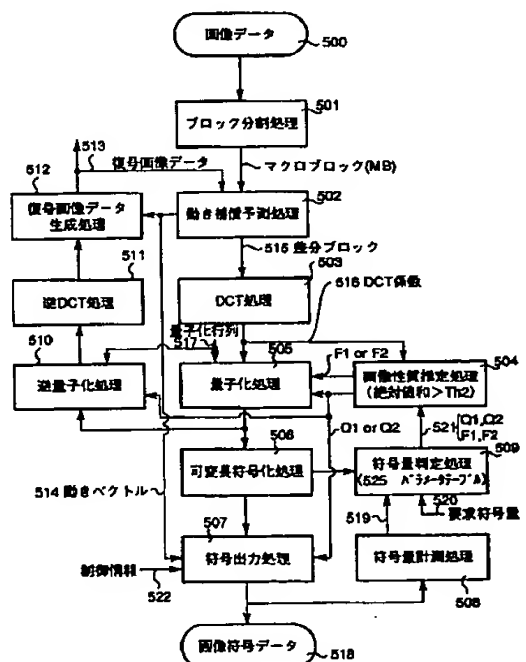 画像データ
500
501
ブロック分割処理
513
復号画像データ
マクロブロック(MB)
512
502
復号画像データ
生成処理
動き補償予測処理
515 差分ブロック
511
503
逆DCT処理
DCT処理
516 DCT係数
510
量子化行列
517
505
F1 or F2
504
逆量子化処理
量子化処理
画像性質推定処理
(絶対値和>Th2)
Q1 or Q2
521
Q1,Q2
F1,F2
506
509
可変長符号化処理
符号量判定処理
(525 パラメータテーブル)
514 動きベクトル
507
519
520
要求符号量
符号出力処理
符号量計測処理
制御情報
522
508
画像符号データ
518